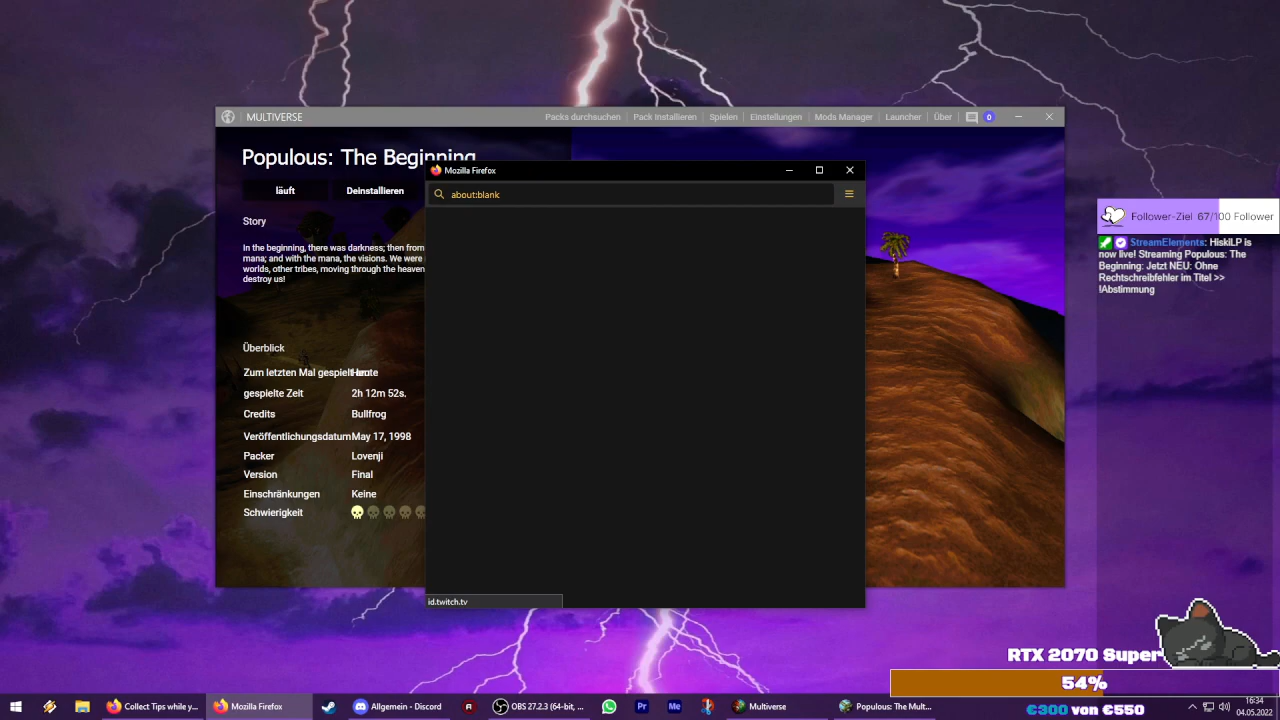 MULTIVERSE
Packs durchsuchen
Pack Installieren
Spielen
Einstellungen
Mods Manager
Launcher
Über
0
Populous: The Beginning
läuft
Deinstallieren
Story
In the beginning, there was darkness; then from
mana; and with the mana, the visions. We were
worlds, other tribes, moving through the heaven
destroy us!
Überblick
Zum letzten Mal gespielt Heute
gespielte Zeit 2h 12m 52s.
Credits Bullfrog
Veröffentlichungsdatum May 17, 1998
Packer Lovenji
Version Final
Einschränkungen Keine
Schwierigkeit
Mozilla Firefox
about:blank
id.twitch.tv
Follower-Ziel 67/100 Follower
StreamElements: HiskiLP is
now live! Streaming Populous: The
Beginning: Jetzt NEU: Ohne
Rechtschreibfehler im Titel >>
!Abstimmung
RTX 2070 Super
54%
€300 von €550
Collect Tips while y...
Mozilla Firefox
Allgemein - Discord
OBS 27.2.3 (64-bit, ...
Pr
Me
Multiverse
Populous: The Mult...
16:34
04.05.2022